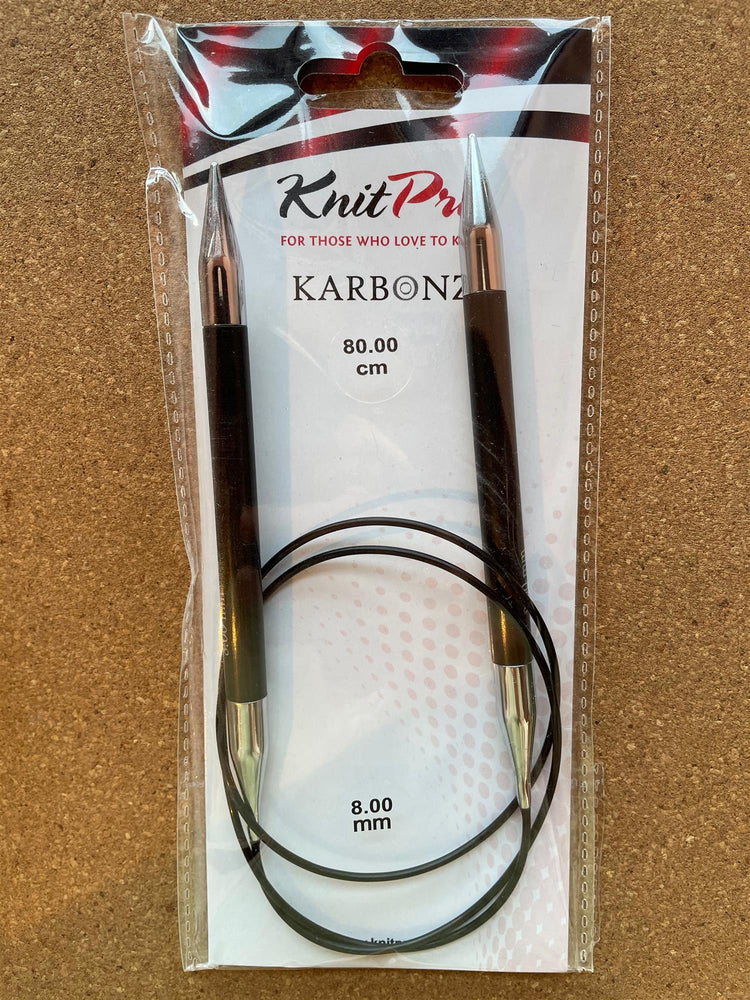 KnitPr
FOR THOSE WHO LOVE TO K
KARBONZ
80.00
cm
8.00
mm